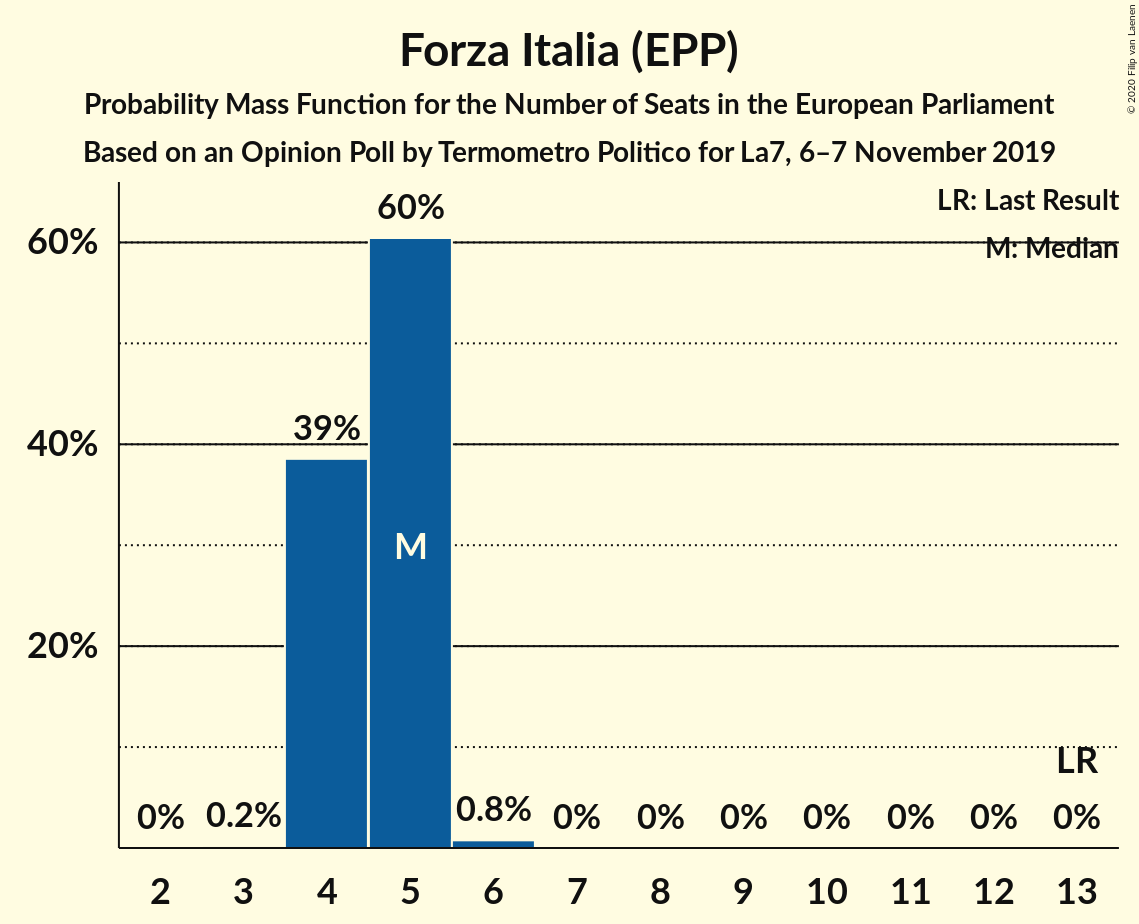 Forza Italia (EPP)
Probability Mass Function for the Number of Seats in the European Parliament
Based on an Opinion Poll by Termometro Politico for La7, 6–7 November 2019
© 2020 Filip van Laenen
LR: Last Result
M: Median
60%
40%
20%
0%
0.2%
39%
60%
M
0.8%
0%
0%
0%
0%
0%
0%
LR
0%
2 3 4 5 6 7 8 9 10 11 12 13